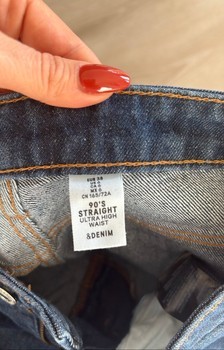 CN 165/72A
90'S
STRAIGHT
ULTRA HIGH
WAIST
&DENIM